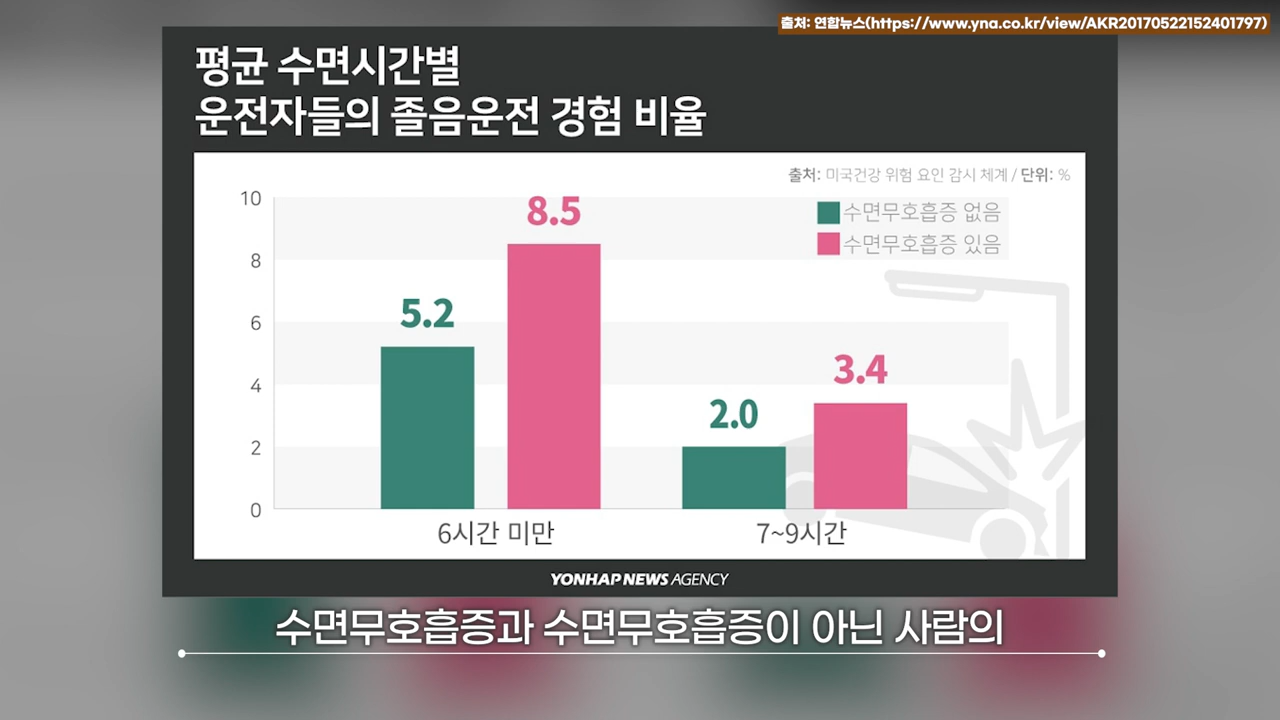 출처: 연합뉴스(https://www.yna.co.kr/view/AKR20170522152401797)
평균 수면시간별
운전자들의 졸음운전 경험 비율
출처: 미국건강 위험 요인 감시 체계 / 단위: %
수면무호흡증 없음
수면무호흡증 있음
10
8
6
4
2
0
5.2
8.5
2.0
3.4
6시간 미만
7~9시간
YONHAP NEWS AGENCY
수면무호흡증과 수면무호흡증이 아닌 사람의